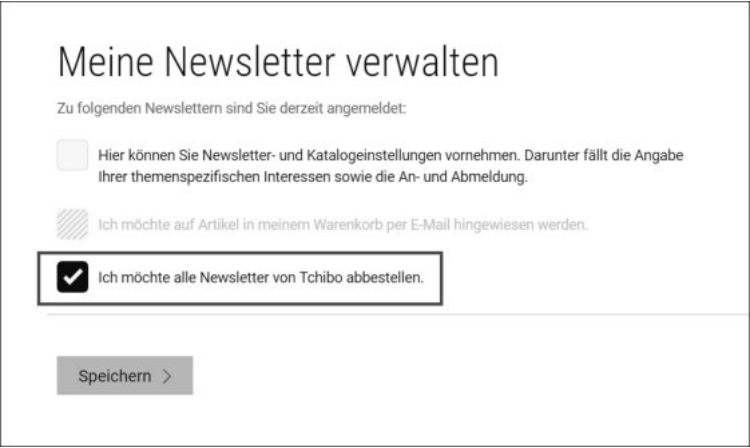 Meine Newsletter verwalten
Zu folgenden Newslettern sind Sie derzeit angemeldet:
Hier können Sie Newsletter- und Katalogeinstellungen vornehmen. Darunter fällt die Angabe
Ihrer themenspezifischen Interessen sowie die An- und Abmeldung.
Ich möchte auf Artikel in meinem Warenkorb per E-Mail hingewiesen werden.
Ich möchte alle Newsletter von Tchibo abbestellen.
Speichern